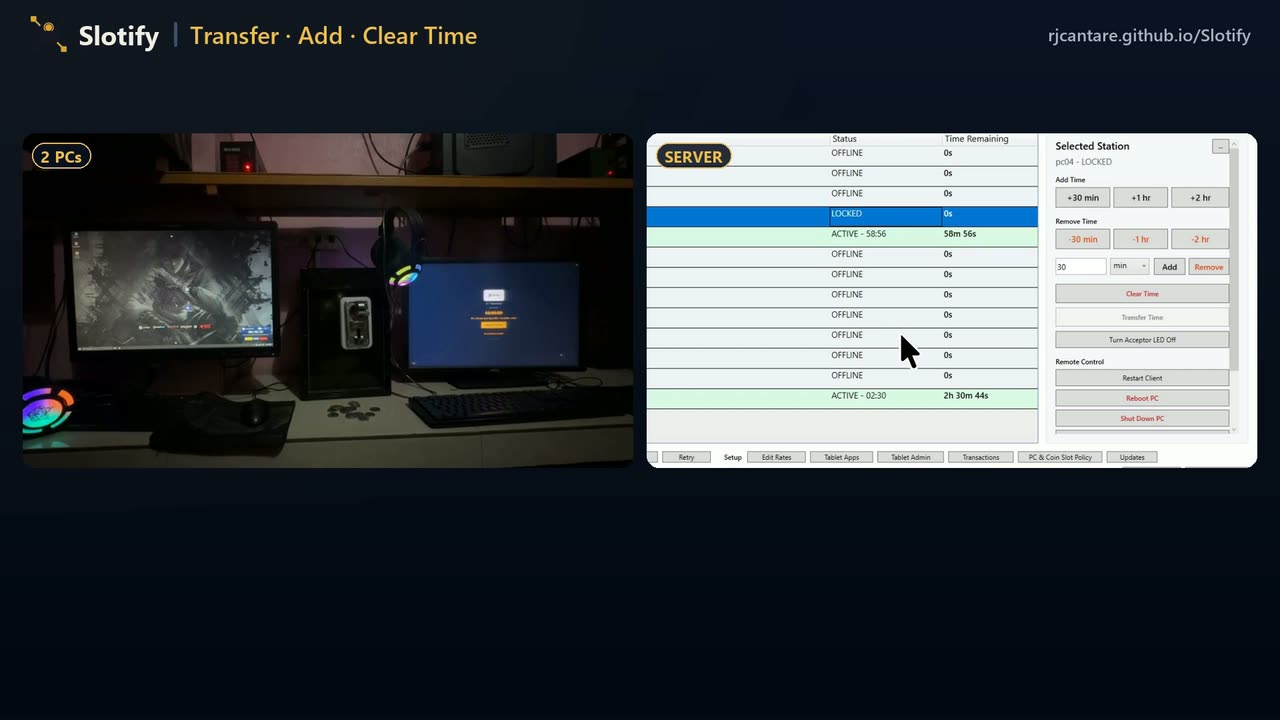 Slotify
Transfer · Add · Clear Time
rjcantare.github.io/Slotify
2 PCs
SERVER
Status Time Remaining
OFFLINE 0s
OFFLINE 0s
OFFLINE 0s
LOCKED 0s
ACTIVE - 58:56 58m 56s
OFFLINE 0s
OFFLINE 0s
OFFLINE 0s
OFFLINE 0s
OFFLINE 0s
OFFLINE 0s
OFFLINE 0s
ACTIVE - 02:30 2h 30m 44s
Selected Station ...
pc04 - LOCKED
Add Time
+30 min +1 hr +2 hr
Remove Time
-30 min -1 hr -2 hr
30 min Add Remove
Clear Time
Transfer Time
Turn Acceptor LED Off
Remote Control
Restart Client
Reboot PC
Shut Down PC
Retry Setup Edit Rates Tablet Apps Tablet Admin Transactions PC & Coin Slot Policy Updates